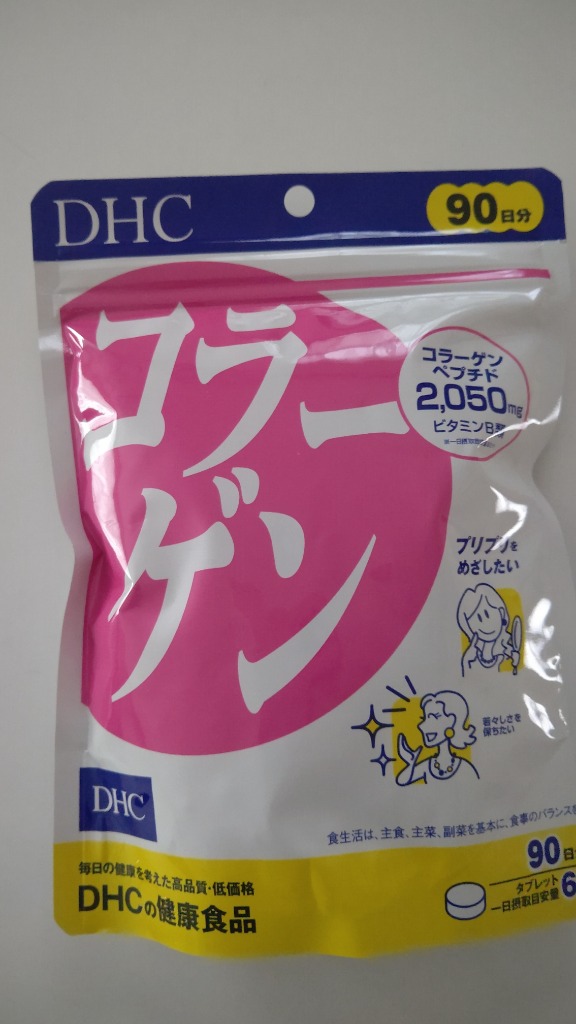 DHC
90日分
コラー
ゲン
コラーゲン
ペプチド
2,050mg
ビタミンB群
プリプリを
めざしたい
若々しさを
保ちたい
DHC
食生活は、主食、主菜、副菜を基本に、食事のバランスを
毎日の健康を考えた高品質・低価格
DHCの健康食品
90日
タブレット
一日摂取目安量 6